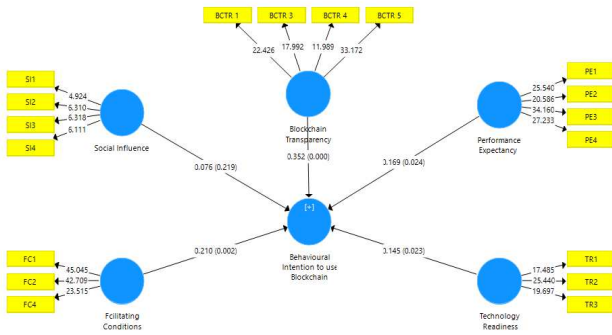 BCTR 1
BCTR 3
BCTR 4
BCTR 5
22.426
17.992
11.989
33.172
SI1
SI2
SI3
SI4
4.924
6.310
6.318
6.111
Social Influence
Blockchain
Transparency
PE1
PE2
PE3
PE4
25.540
20.586
34.160
27.233
Performance
Expectancy
0.352 (0.000)
0.076 (0.219)
0.169 (0.024)
[+]
Behavioural
Intention to use
Blockchain
0.210 (0.002)
0.145 (0.023)
FC1
FC2
FC4
45.045
42.709
23.515
Fcilitating
Conditions
TR1
TR2
TR3
17.485
25.440
19.697
Technology
Readiness